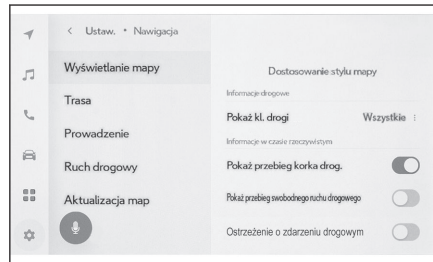 < Ustaw. • Nawigacja
Wyświetlanie mapy
Trasa
Prowadzenie
Ruch drogowy
Aktualizacja map
Dostosowanie stylu mapy
Informacje drogowe
Pokaż kl. drogi Wszystkie
Informacje w czasie rzeczywistym
Pokaż przebieg korka drog.
Pokaż przebieg swobodnego ruchu drogowego
Ostrzeżenie o zdarzeniu drogowym